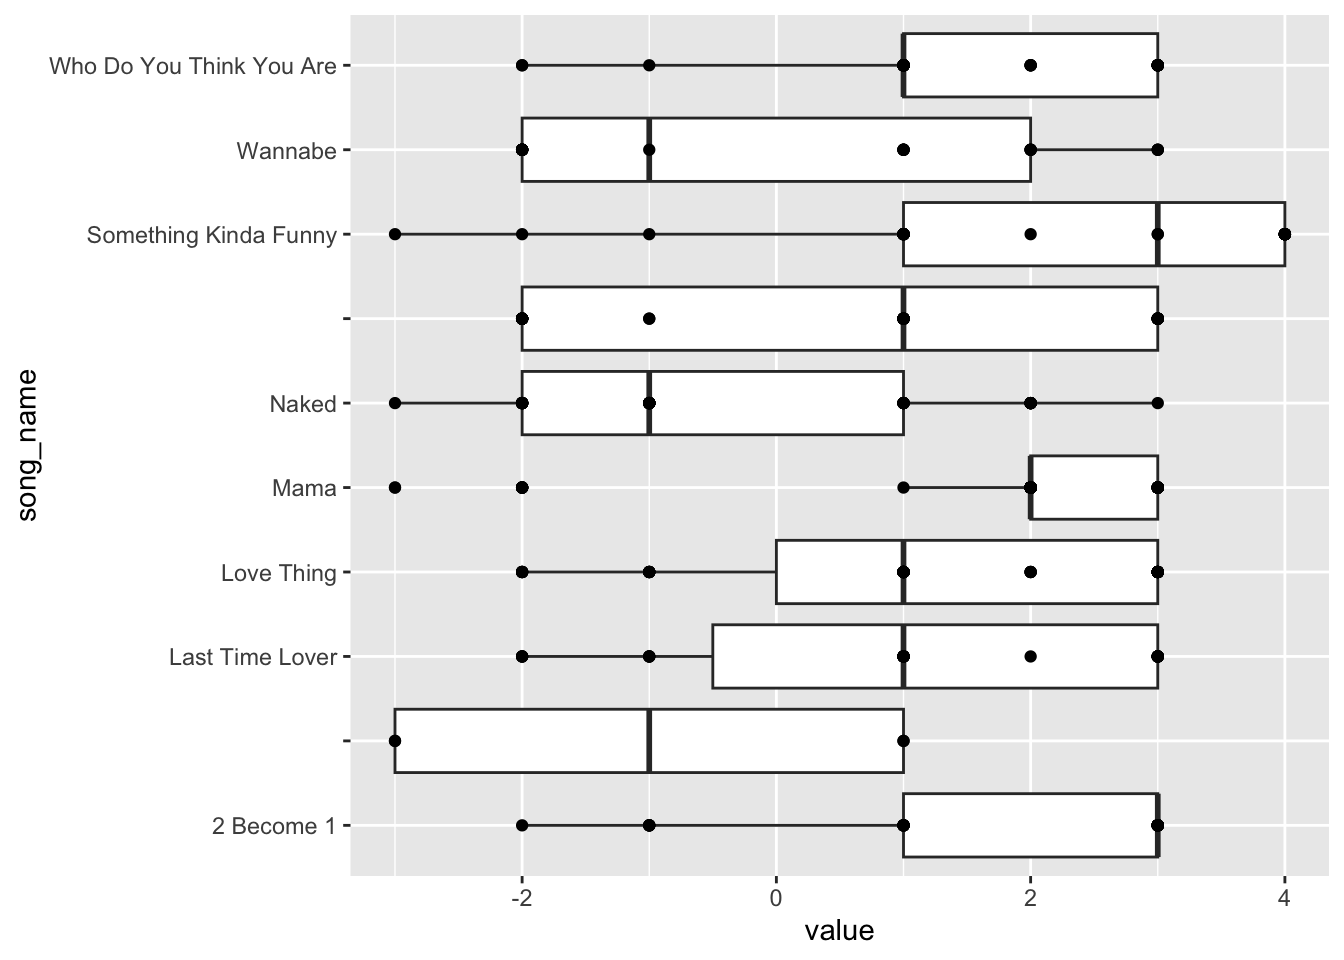 Who Do You Think You Are
Wannabe
Something Kinda Funny
Naked
Mama
Love Thing
Last Time Lover
2 Become 1
song_name
-2 0 2 4
value